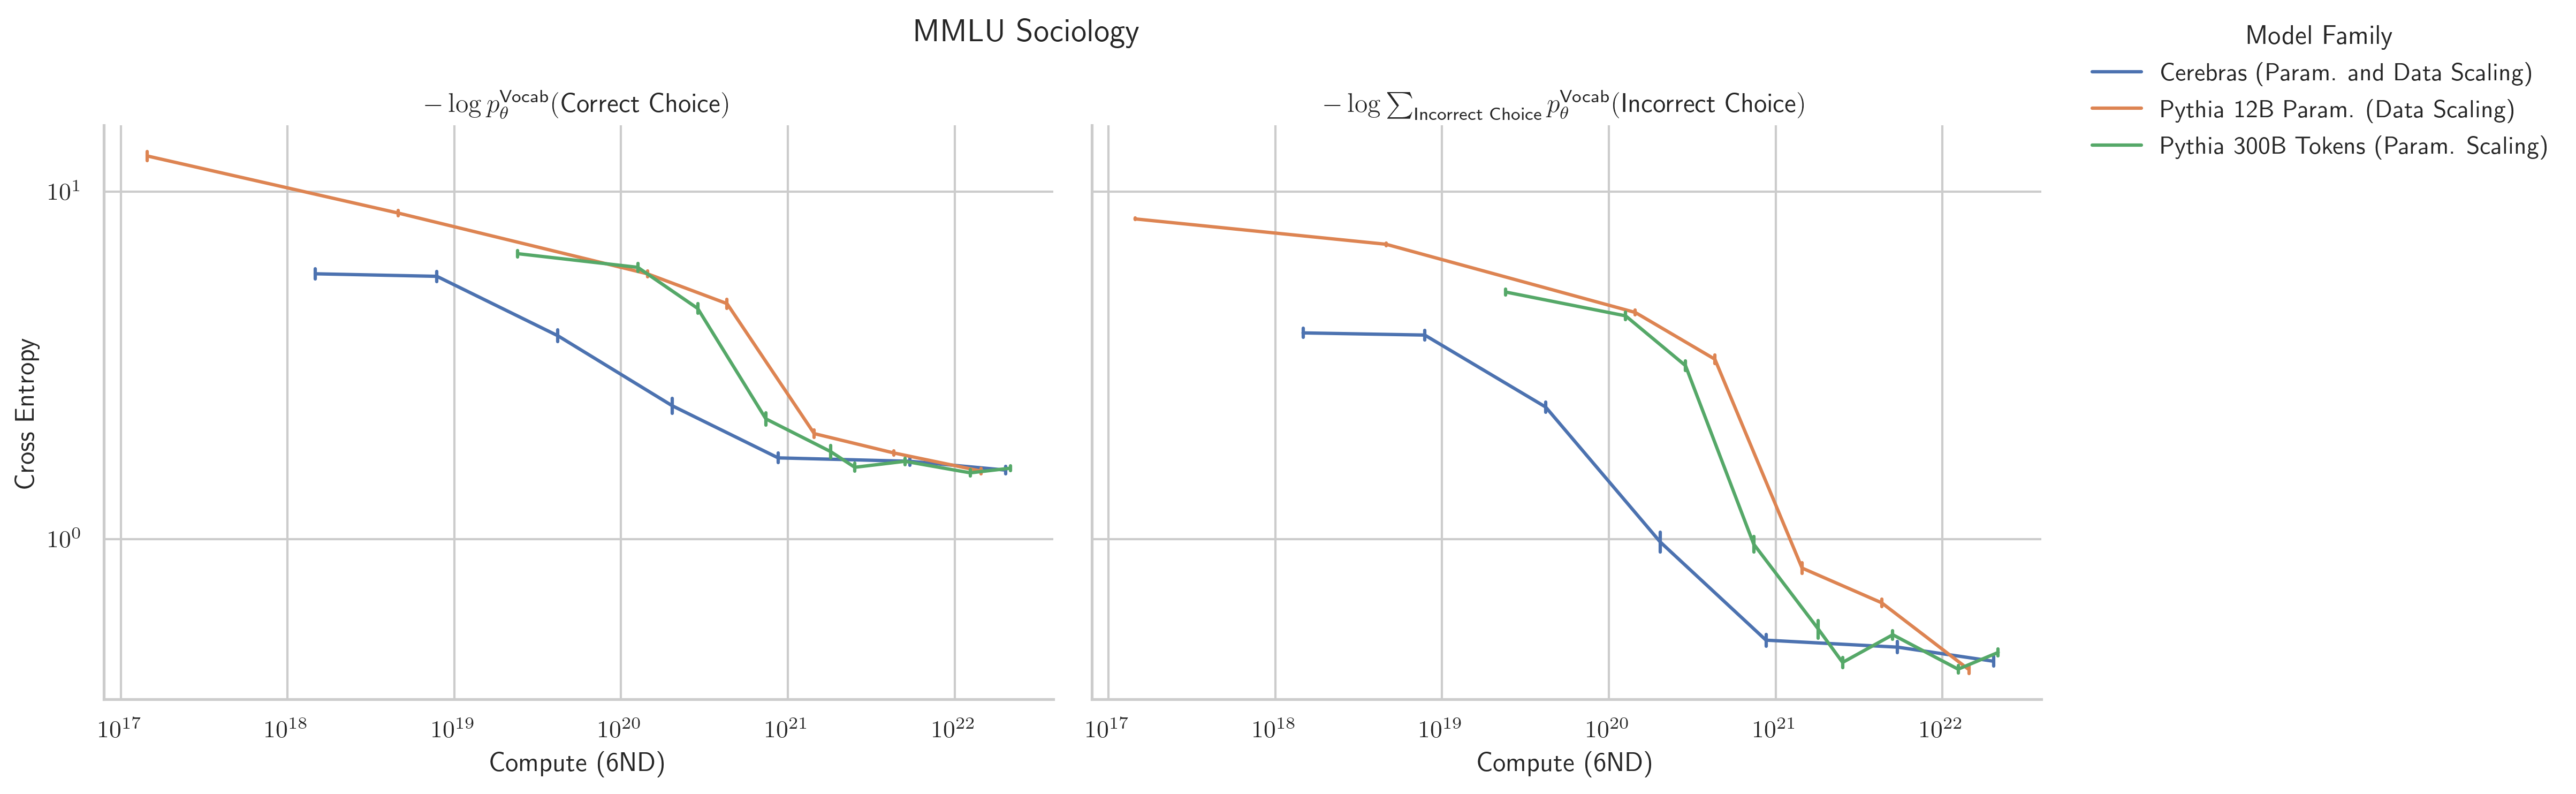 MMLU Sociology
Model Family
Cerebras (Param. and Data Scaling)
Pythia 12B Param. (Data Scaling)
Pythia 300B Tokens (Param. Scaling)
− log p_θ^Vocab(Correct Choice)
− log ∑_Incorrect Choice p_θ^Vocab(Incorrect Choice)
Cross Entropy
10^1
10^0
10^17 10^18 10^19 10^20 10^21 10^22
Compute (6ND)
10^17 10^18 10^19 10^20 10^21 10^22
Compute (6ND)